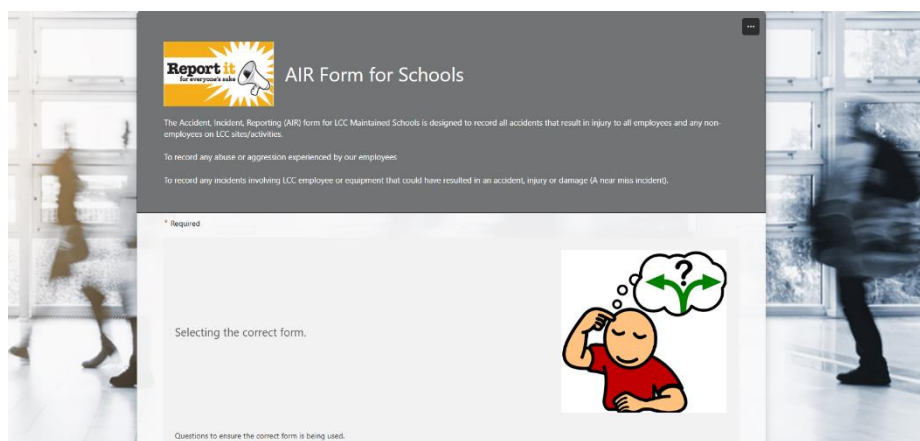 Report it
for everyone's sake
AIR Form for Schools
The Accident, Incident, Reporting (AIR) form for LCC Maintained Schools is designed to record all accidents that result in injury to all employees and any non-
employees on LCC sites/activities.
To record any abuse or aggression experienced by our employees
To record any incidents involving LCC employee or equipment that could have resulted in an accident, injury or damage (A near miss incident).
* Required
?
Selecting the correct form.
Questions to ensure the correct form is being used.